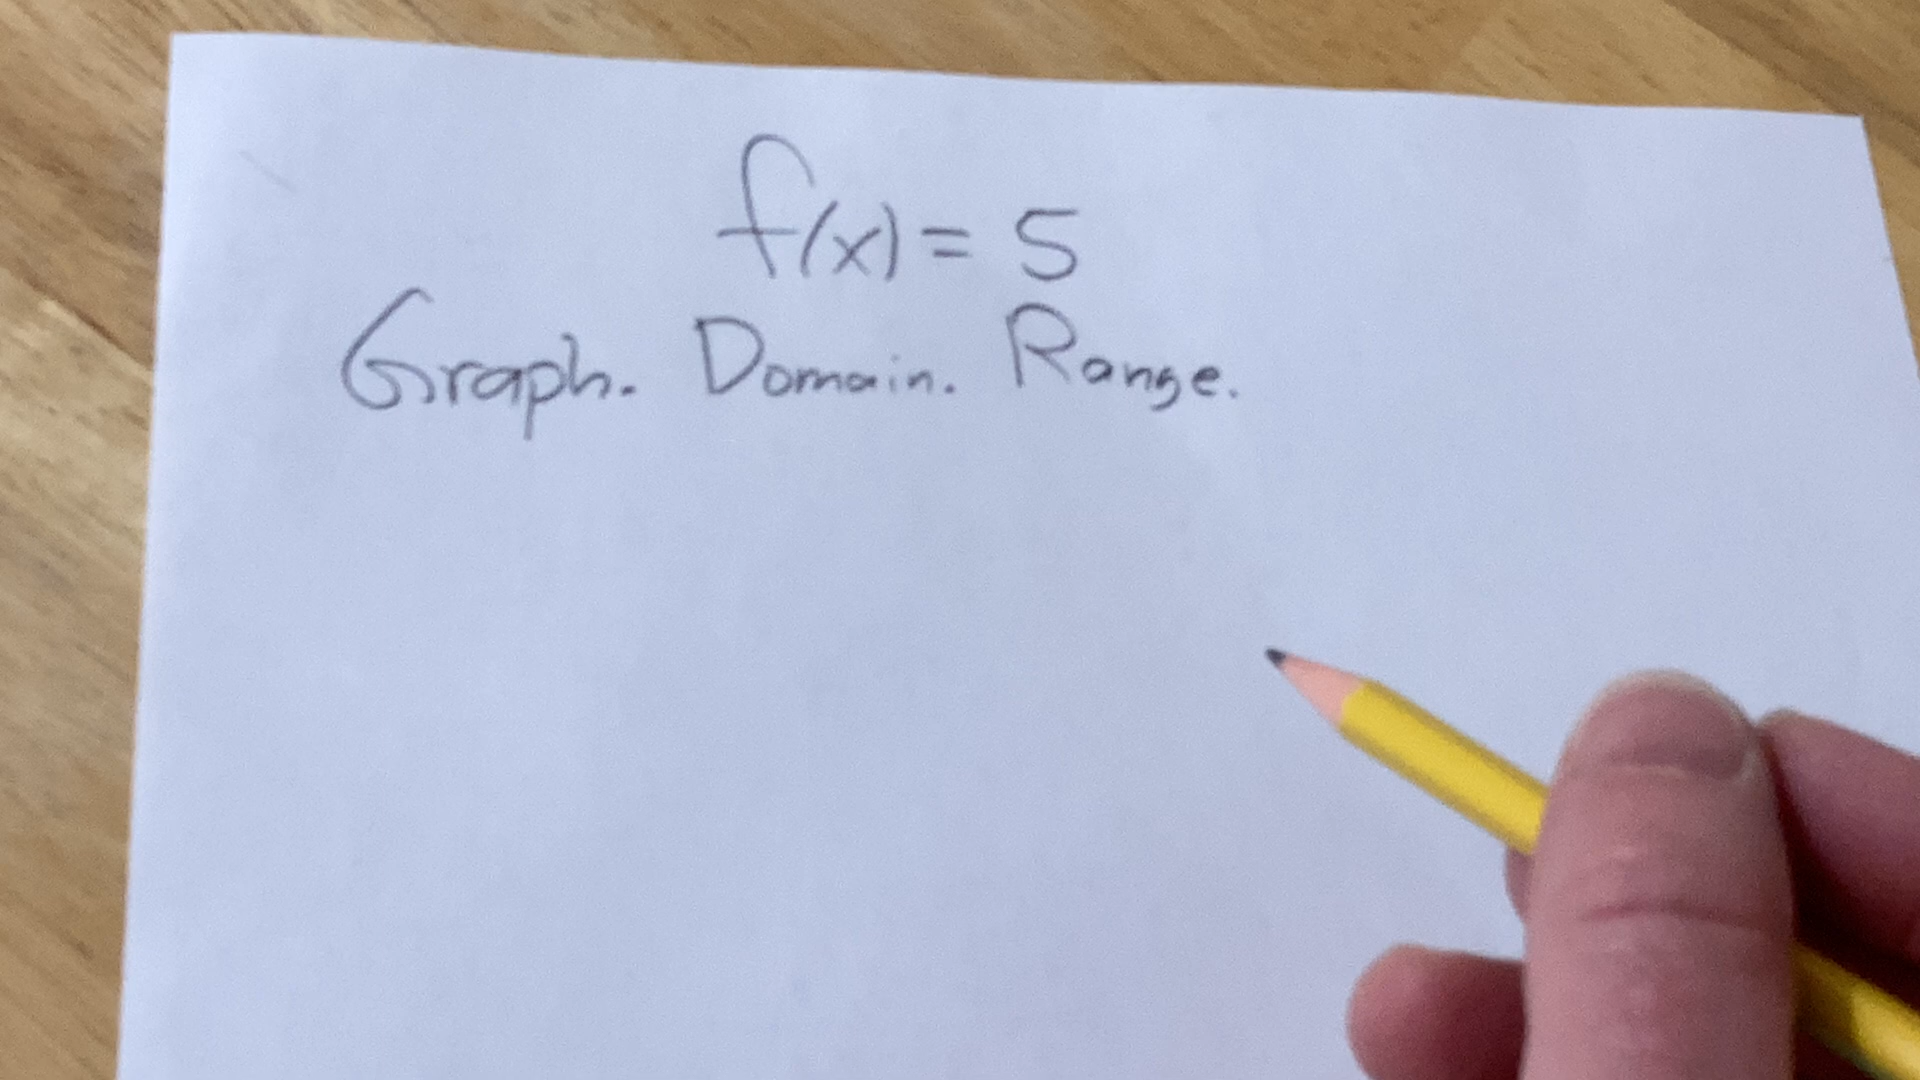 f(x) = 5
Graph. Domain. Range.